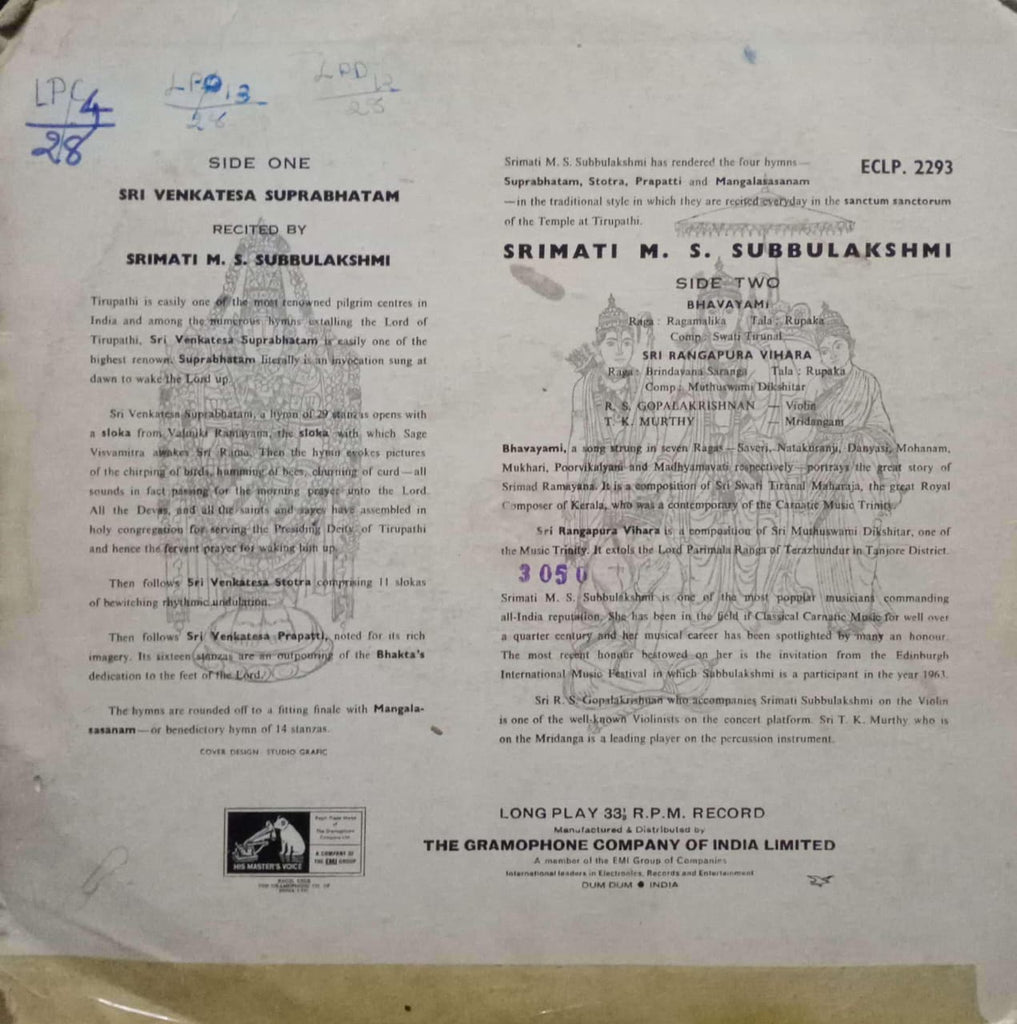 LPC4
28
LPD13
28
LPD12
28
SIDE ONE
SRI VENKATESA SUPRABHATAM
RECITED BY
SRIMATI M. S. SUBBULAKSHMI
Tirupathi is easily one of the most renowned pilgrim centres in
India and among the numerous hymns extalling the Lord of
Tirupathi, Sri Venkatesa Suprabhatam is easily one of the
highest renown. Suprabhatam literally is an invocation sung at
dawn to wake the Lord up.
Sri Venkatesa Suprabhatam, a hymn of 29 stanzas opens with
a sloka from Valmiki Ramayana, the sloka with which Sage
Visvamitra awakes Sri Rama. Then the hymn evokes pictures
of the chirping of birds, humming of bees, churning of curd—all
sounds in fact passing for the morning prayer unto the Lord.
All the Devas, and all the saints and sages have assembled in
holy congregation for serving the Presiding Deity of Tirupathi
and hence the fervent prayer for waking him up.
Then follows Sri Venkatesa Stotra comprising 11 slokas
of bewitching rhythmic undulation.
Then follows Sri Venkatesa Prapatti, noted for its rich
imagery. Its sixteen stanzas are an outpouring of the Bhakta's
dedication to the feet of the Lord.
The hymns are rounded off to a fitting finale with Mangala-
sasanam—or benedictory hymn of 14 stanzas.
COVER DESIGN: STUDIO GRAFIC
ECLP. 2293
Srimati M. S. Subbulakshmi has rendered the four hymns—
Suprabhatam, Stotra, Prapatti and Mangalasasanam
—in the traditional style in which they are recited everyday in the sanctum sanctorum
of the Temple at Tirupathi.
SRIMATI M. S. SUBBULAKSHMI
SIDE TWO
BHAVAYAMI
Raga : Ragamalika Tala : Rupaka
Comp : Swati Tirunal
SRI RANGAPURA VIHARA
Raga : Brindavana Saranga Tala : Rupaka
Comp : Muthuswami Dikshitar
R. S. GOPALAKRISHNAN — Violin
T. K. MURTHY — Mridangam
Bhavayami, a song strung in seven Ragas—Saveri, Natakuranji, Danyasi, Mohanam,
Mukhari, Poorvikalyani and Madhyamavati respectively—portrays the great story of
Srimad Ramayana. It is a composition of Sri Swati Tirunal Maharaja, the great Royal
Composer of Kerala, who was a contemporary of the Carnatic Music Trinity.
Sri Rangapura Vihara is a composition of Sri Muthuswami Dikshitar, one of
the Music Trinity. It extols the Lord Parimala Ranga of Terazhundur in Tanjore District.
3050
Srimati M. S. Subbulakshmi is one of the most popular musicians commanding
all-India reputation. She has been in the field if Classical Carnatic Music for well over
a quarter century and her musical career has been spotlighted by many an honour.
The most recent honour bestowed on her is the invitation from the Edinburgh
International Music Festival in which Subbulakshmi is a participant in the year 1963.
Sri R. S. Gopalakrishnan who accompanies Srimati Subbulakshmi on the Violin
is one of the well-known Violinists on the concert platform. Sri T. K. Murthy who is
on the Mridanga is a leading player on the percussion instrument.
HIS MASTER'S VOICE
Regd. Trade Marks
of
The Gramophone
Company Ltd.
A COMPANY OF
THE EMI GROUP
LONG PLAY 33⅓ R.P.M. RECORD
Manufactured & Distributed by
THE GRAMOPHONE COMPANY OF INDIA LIMITED
A member of the EMI Group of Companies
International leaders in Electronics, Records and Entertainment
DUM DUM ● INDIA